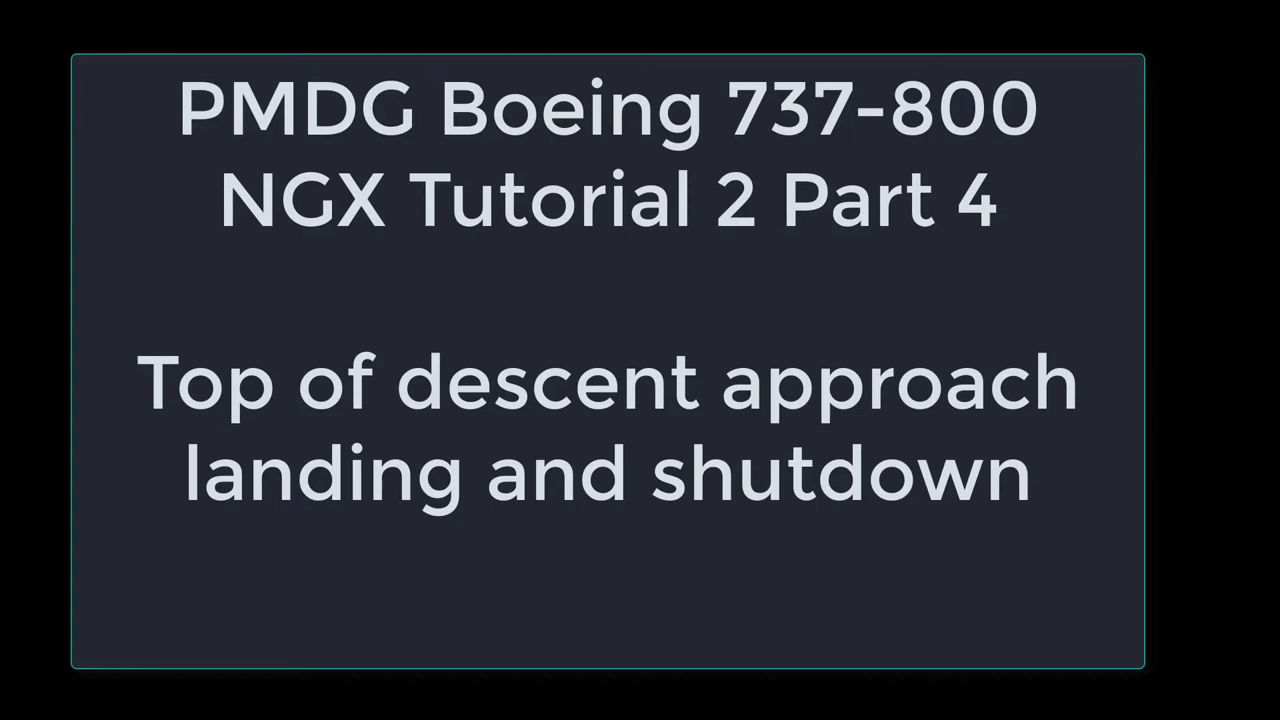 PMDG Boeing 737-800
NGX Tutorial 2 Part 4
Top of descent approach
landing and shutdown